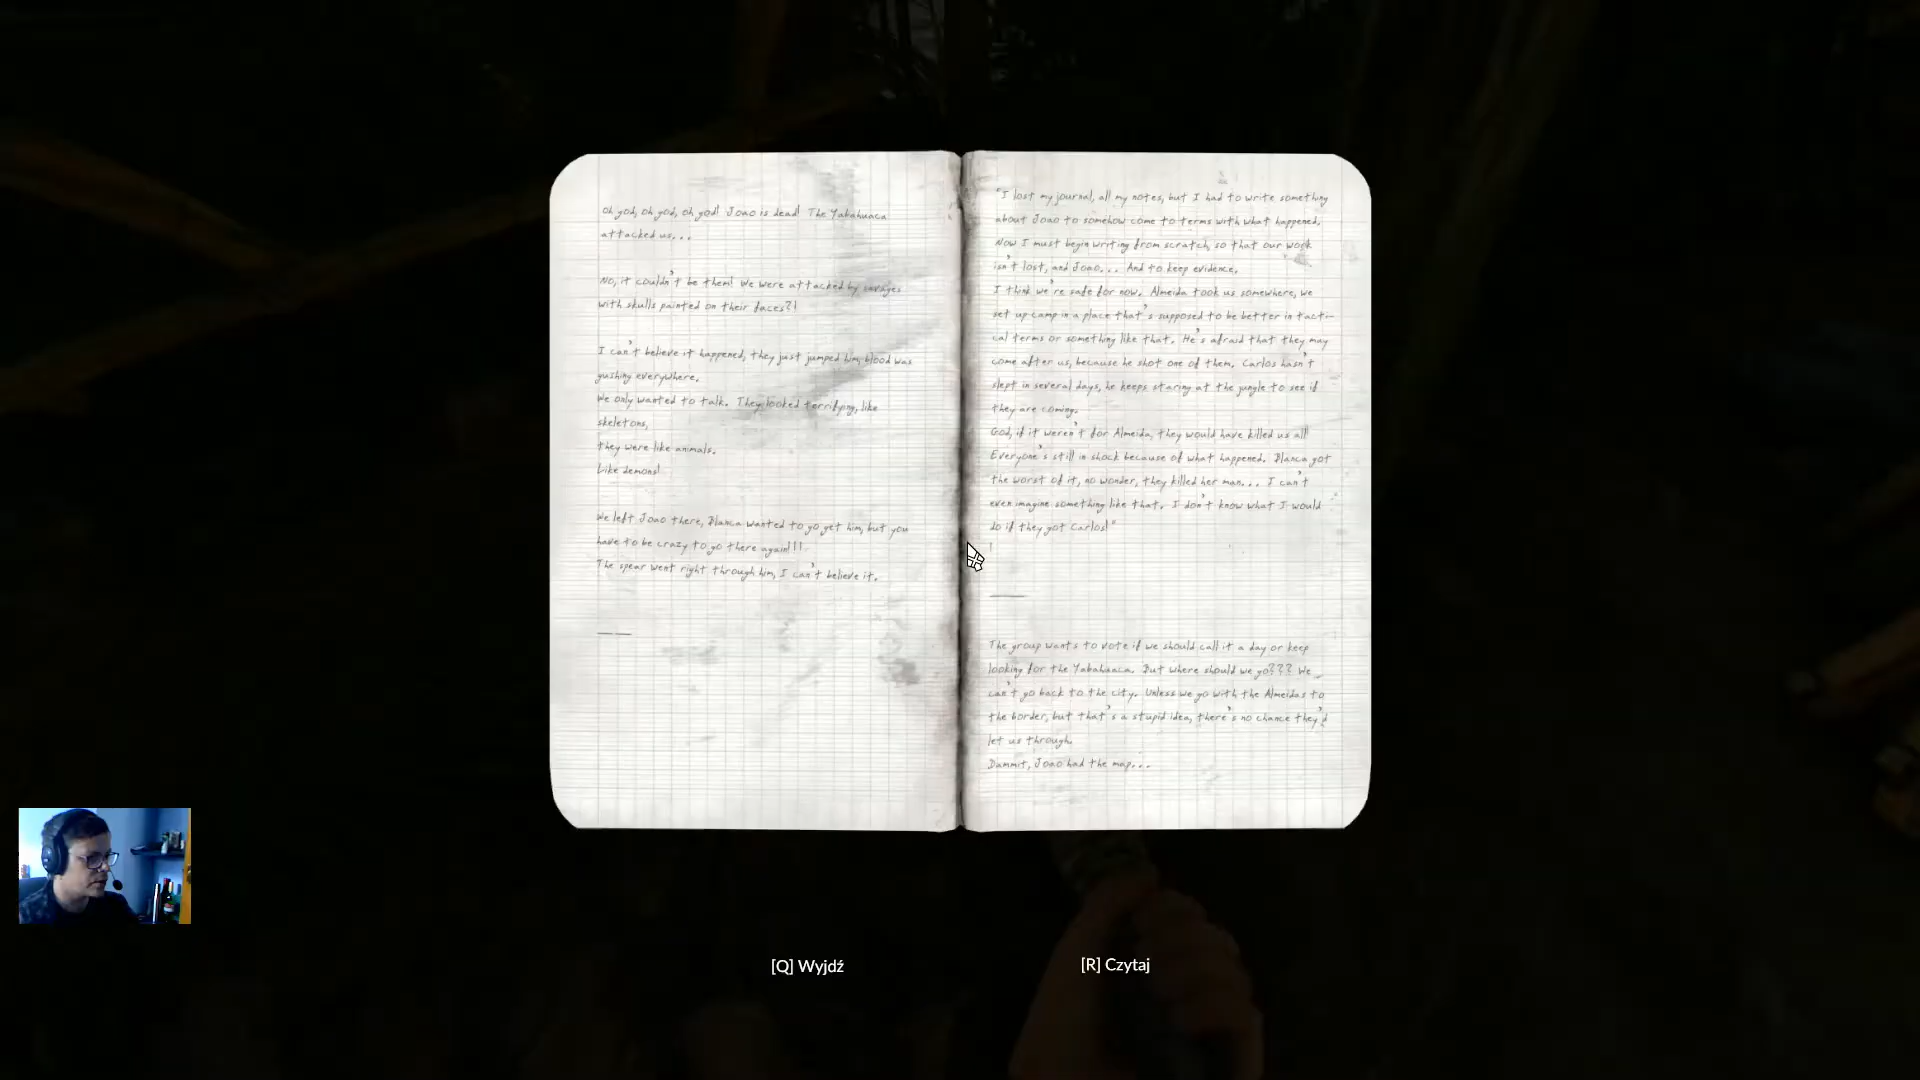 Oh god, oh god, oh god! Joao is dead! The Yabahuaca
attacked us...
No, it couldn't be them! We were attacked by savages
with skulls painted on their faces?!
I can't believe it happened, they just jumped him, blood was
gushing everywhere.
We only wanted to talk. They looked terrifying, like
skeletons,
they were like animals.
Like demons!
We left Joao there, Blanca wanted to go get him, but you
have to be crazy to go there again!!!
The spear went right through him, I can't believe it.
"I lost my journal, all my notes, but I had to write something
about Joao to somehow come to terms with what happened.
Now I must begin writing from scratch, so that our work
isn't lost, and Joao... And to keep evidence.
I think we're safe for now. Almeida took us somewhere, we
set up camp in a place that's supposed to be better in tacti-
cal terms or something like that. He's afraid that they may
come after us, because he shot one of them. Carlos hasn't
slept in several days, he keeps staring at the jungle to see if
they are coming.
God, if it weren't for Almeida, they would have killed us all!
Everyone's still in shock because of what happened. Blanca got
the worst of it, no wonder, they killed her man... I can't
even imagine something like that. I don't know what I would
do if they got Carlos!"
The group wants to vote if we should call it a day or keep
looking for the Yabahuaca. But where should we go??? We
can't go back to the city. Unless we go with the Almeidas to
the border, but that's a stupid idea, there's no chance they'd
let us through.
Dammit, Joao had the map...
[Q] Wyjdź
[R] Czytaj